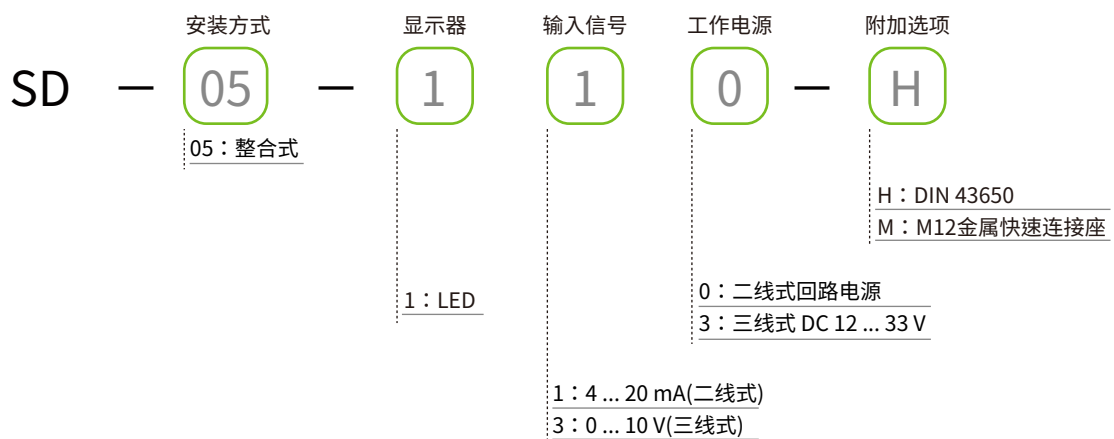 安装方式 显示器 输入信号 工作电源 附加选项
SD — 05 — 1 1 0 — H
05：整合式
H：DIN 43650
M：M12金属快速连接座
1：LED
0：二线式回路电源
3：三线式 DC 12 ... 33 V
1：4 ... 20 mA(二线式)
3：0 ... 10 V(三线式)